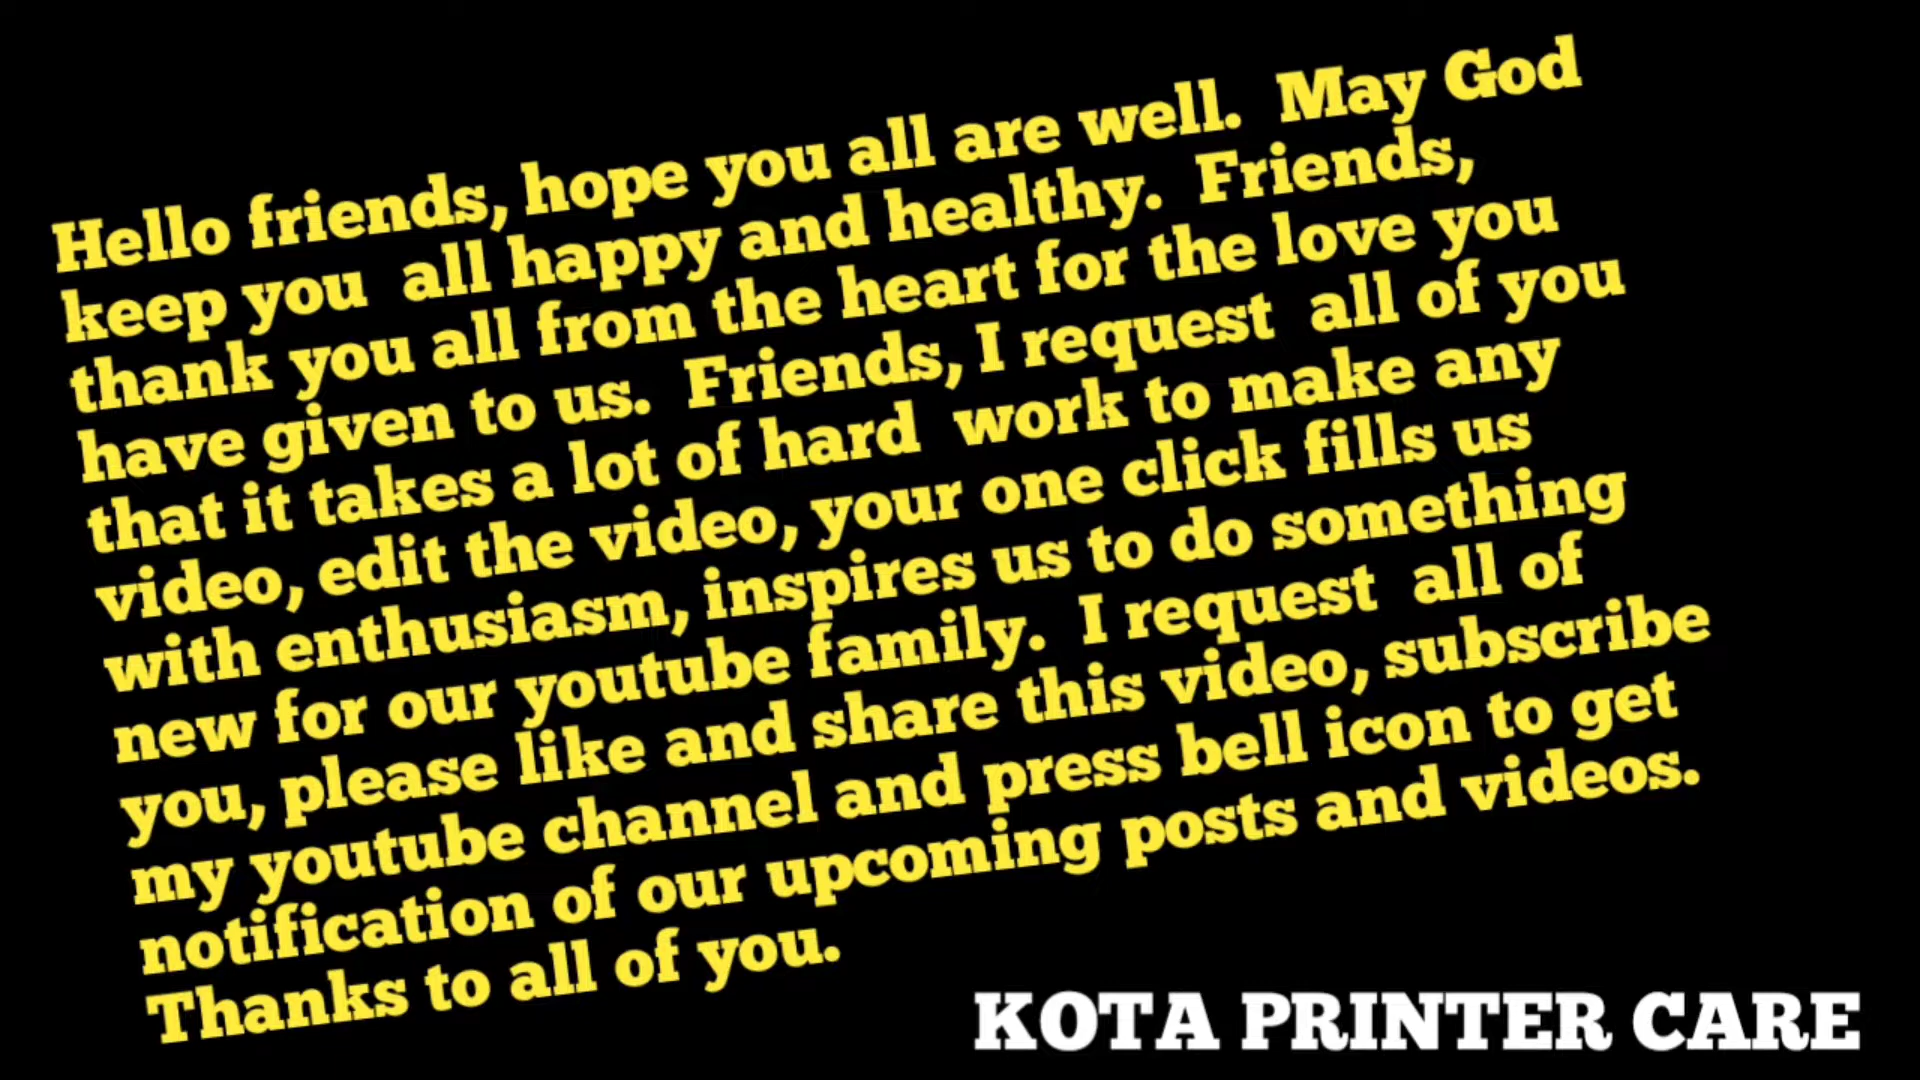 Hello friends, hope you all are well. May God
keep you all happy and healthy. Friends,
thank you all from the heart for the love you
have given to us. Friends, I request all of you
that it takes a lot of hard work to make any
video, edit the video, your one click fills us
with enthusiasm, inspires us to do something
new for our youtube family. I request all of
you, please like and share this video, subscribe
my youtube channel and press bell icon to get
notification of our upcoming posts and videos.
Thanks to all of you.
KOTA PRINTER CARE